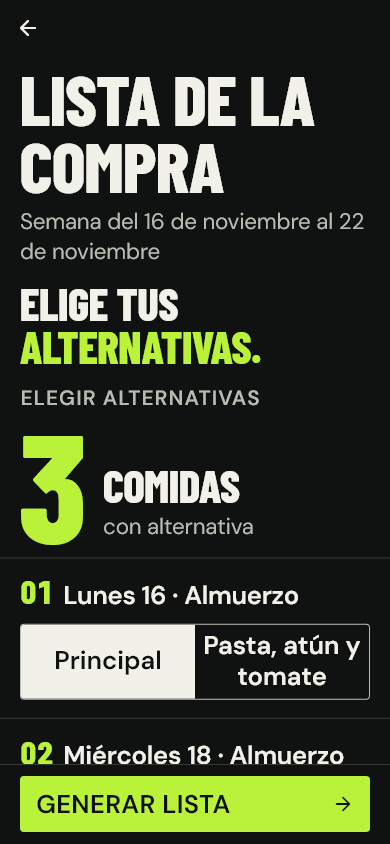 LISTA DE LA
COMPRA
Semana del 16 de noviembre al 22
de noviembre
ELIGE TUS
ALTERNATIVAS.
ELEGIR ALTERNATIVAS
3
COMIDAS
con alternativa
01 Lunes 16 · Almuerzo
Principal
Pasta, atún y
tomate
02 Miércoles 18 · Almuerzo
GENERAR LISTA